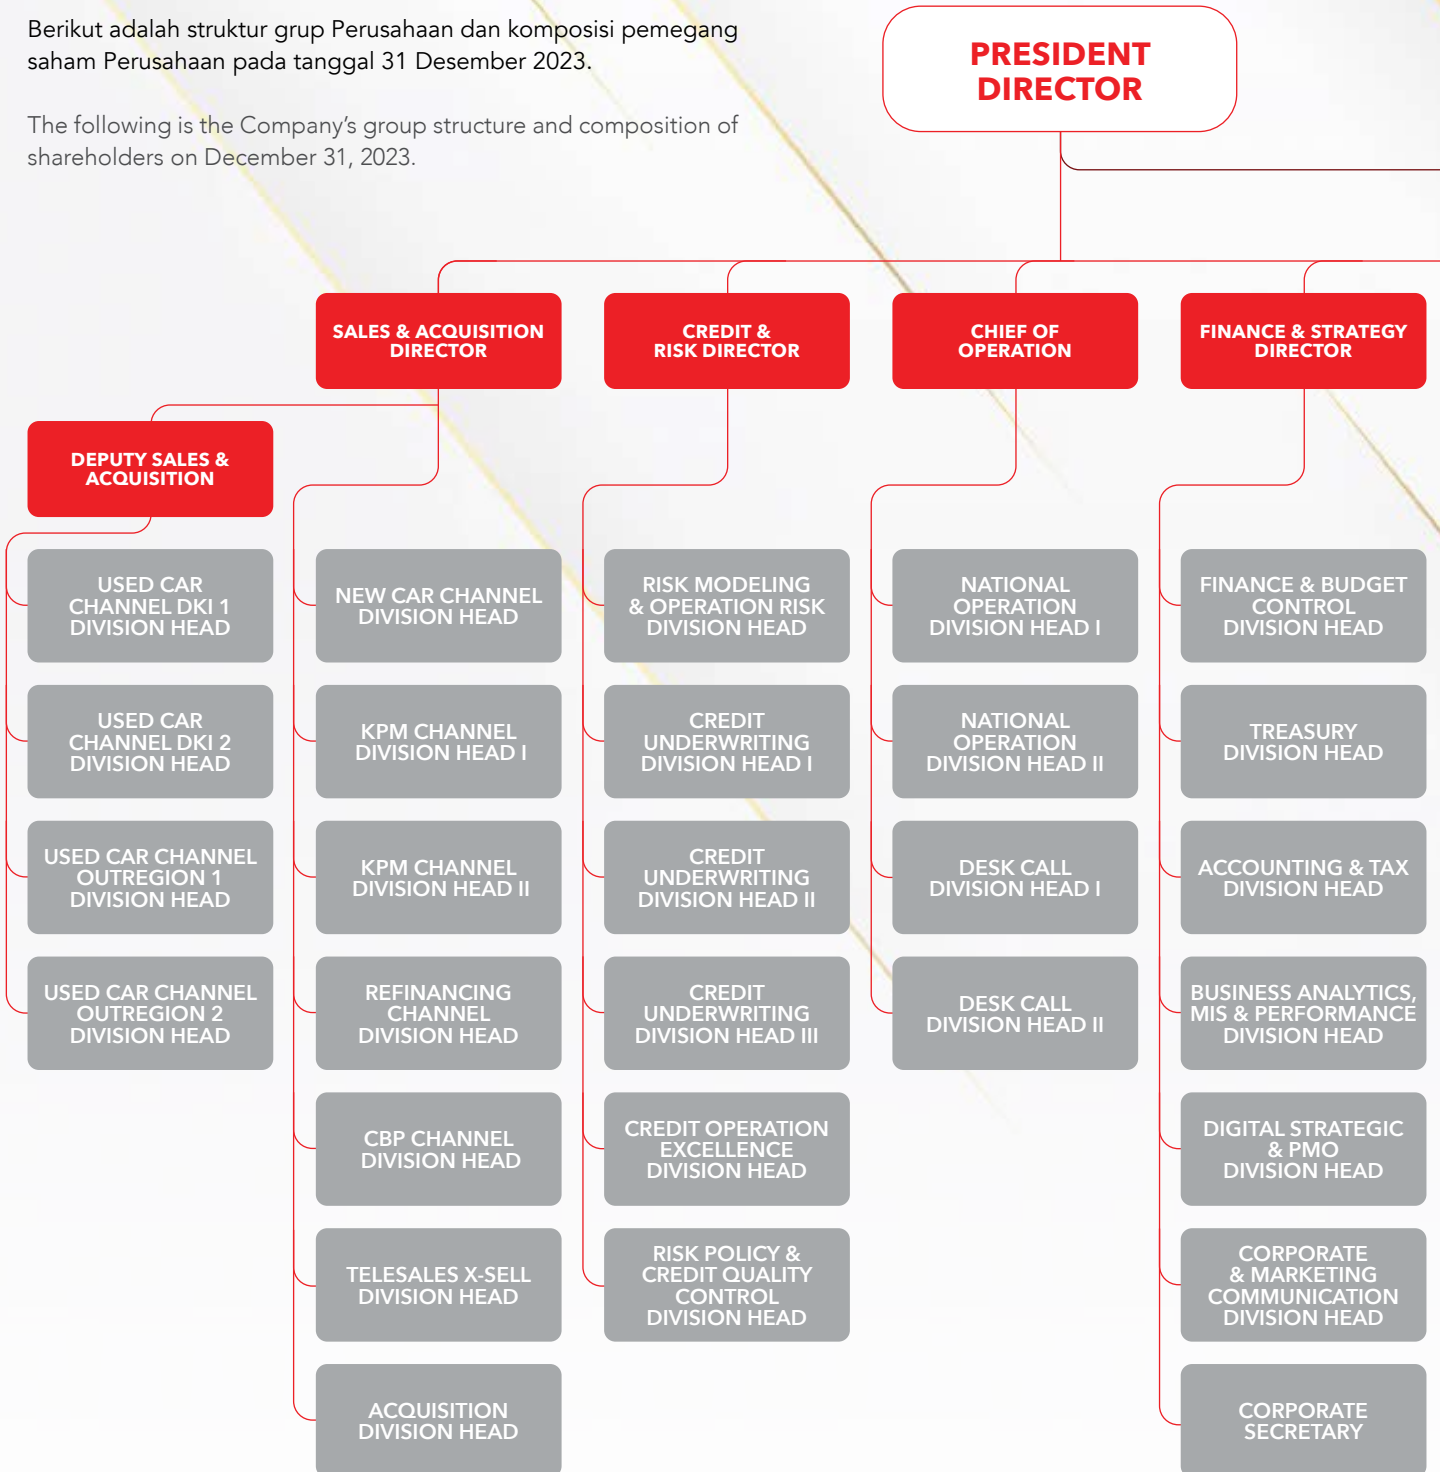 Berikut adalah struktur grup Perusahaan dan komposisi pemegang
saham Perusahaan pada tanggal 31 Desember 2023.
The following is the Company's group structure and composition of
shareholders on December 31, 2023.
PRESIDENT
DIRECTOR
SALES & ACQUISITION
DIRECTOR
CREDIT &
RISK DIRECTOR
CHIEF OF
OPERATION
FINANCE & STRATEGY
DIRECTOR
DEPUTY SALES &
ACQUISITION
USED CAR
CHANNEL DKI 1
DIVISION HEAD
USED CAR
CHANNEL DKI 2
DIVISION HEAD
USED CAR CHANNEL
OUTREGION 1
DIVISION HEAD
USED CAR CHANNEL
OUTREGION 2
DIVISION HEAD
NEW CAR CHANNEL
DIVISION HEAD
KPM CHANNEL
DIVISION HEAD I
KPM CHANNEL
DIVISION HEAD II
REFINANCING
CHANNEL
DIVISION HEAD
CBP CHANNEL
DIVISION HEAD
TELESALES X-SELL
DIVISION HEAD
ACQUISITION
DIVISION HEAD
RISK MODELING
& OPERATION RISK
DIVISION HEAD
CREDIT
UNDERWRITING
DIVISION HEAD I
CREDIT
UNDERWRITING
DIVISION HEAD II
CREDIT
UNDERWRITING
DIVISION HEAD III
CREDIT OPERATION
EXCELLENCE
DIVISION HEAD
RISK POLICY &
CREDIT QUALITY
CONTROL
DIVISION HEAD
NATIONAL
OPERATION
DIVISION HEAD I
NATIONAL
OPERATION
DIVISION HEAD II
DESK CALL
DIVISION HEAD I
DESK CALL
DIVISION HEAD II
FINANCE & BUDGET
CONTROL
DIVISION HEAD
TREASURY
DIVISION HEAD
ACCOUNTING & TAX
DIVISION HEAD
BUSINESS ANALYTICS,
MIS & PERFORMANCE
DIVISION HEAD
DIGITAL STRATEGIC
& PMO
DIVISION HEAD
CORPORATE
& MARKETING
COMMUNICATION
DIVISION HEAD
CORPORATE
SECRETARY